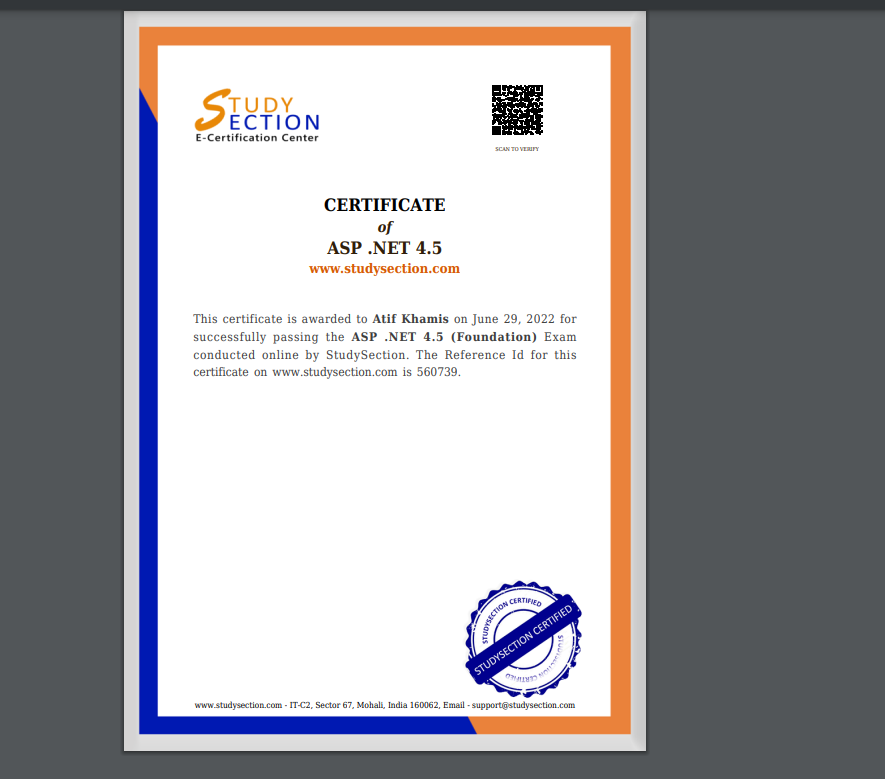 STUDY
SECTION
E-Certification Center
SCAN TO VERIFY
CERTIFICATE
of
ASP .NET 4.5
www.studysection.com
This certificate is awarded to Atif Khamis on June 29, 2022 for
successfully passing the ASP .NET 4.5 (Foundation) Exam
conducted online by StudySection. The Reference Id for this
certificate on www.studysection.com is 560739.
STUDYSECTION CERTIFIED
STUDYSECTION CERTIFIED
STUDYSECTION CERTIFIED
www.studysection.com - IT-C2, Sector 67, Mohali, India 160062, Email - support@studysection.com